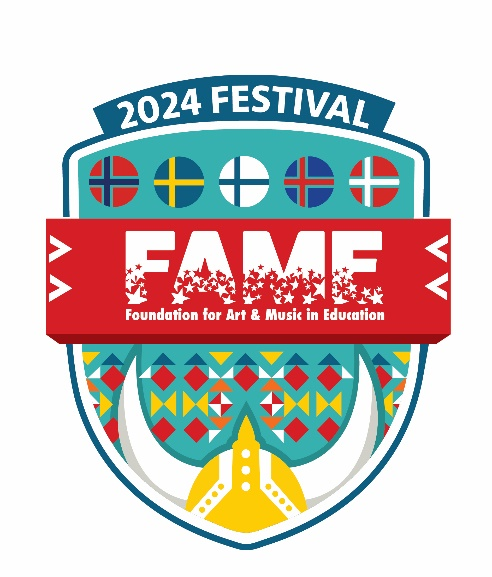 2024 FESTIVAL
FAME
Foundation for Art & Music in Education